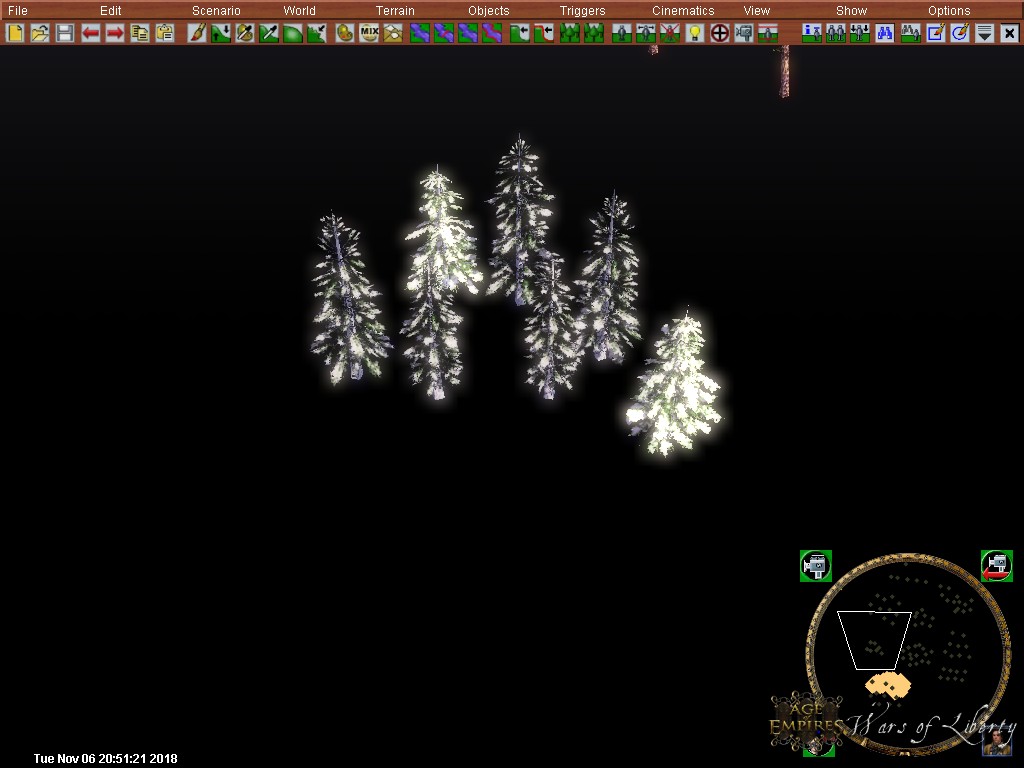 File Edit Scenario World Terrain Objects Triggers Cinematics View Show Options
MIX
AGE
OF
EMPIRES Wars of Liberty
Tue Nov 06 20:51:21 2018